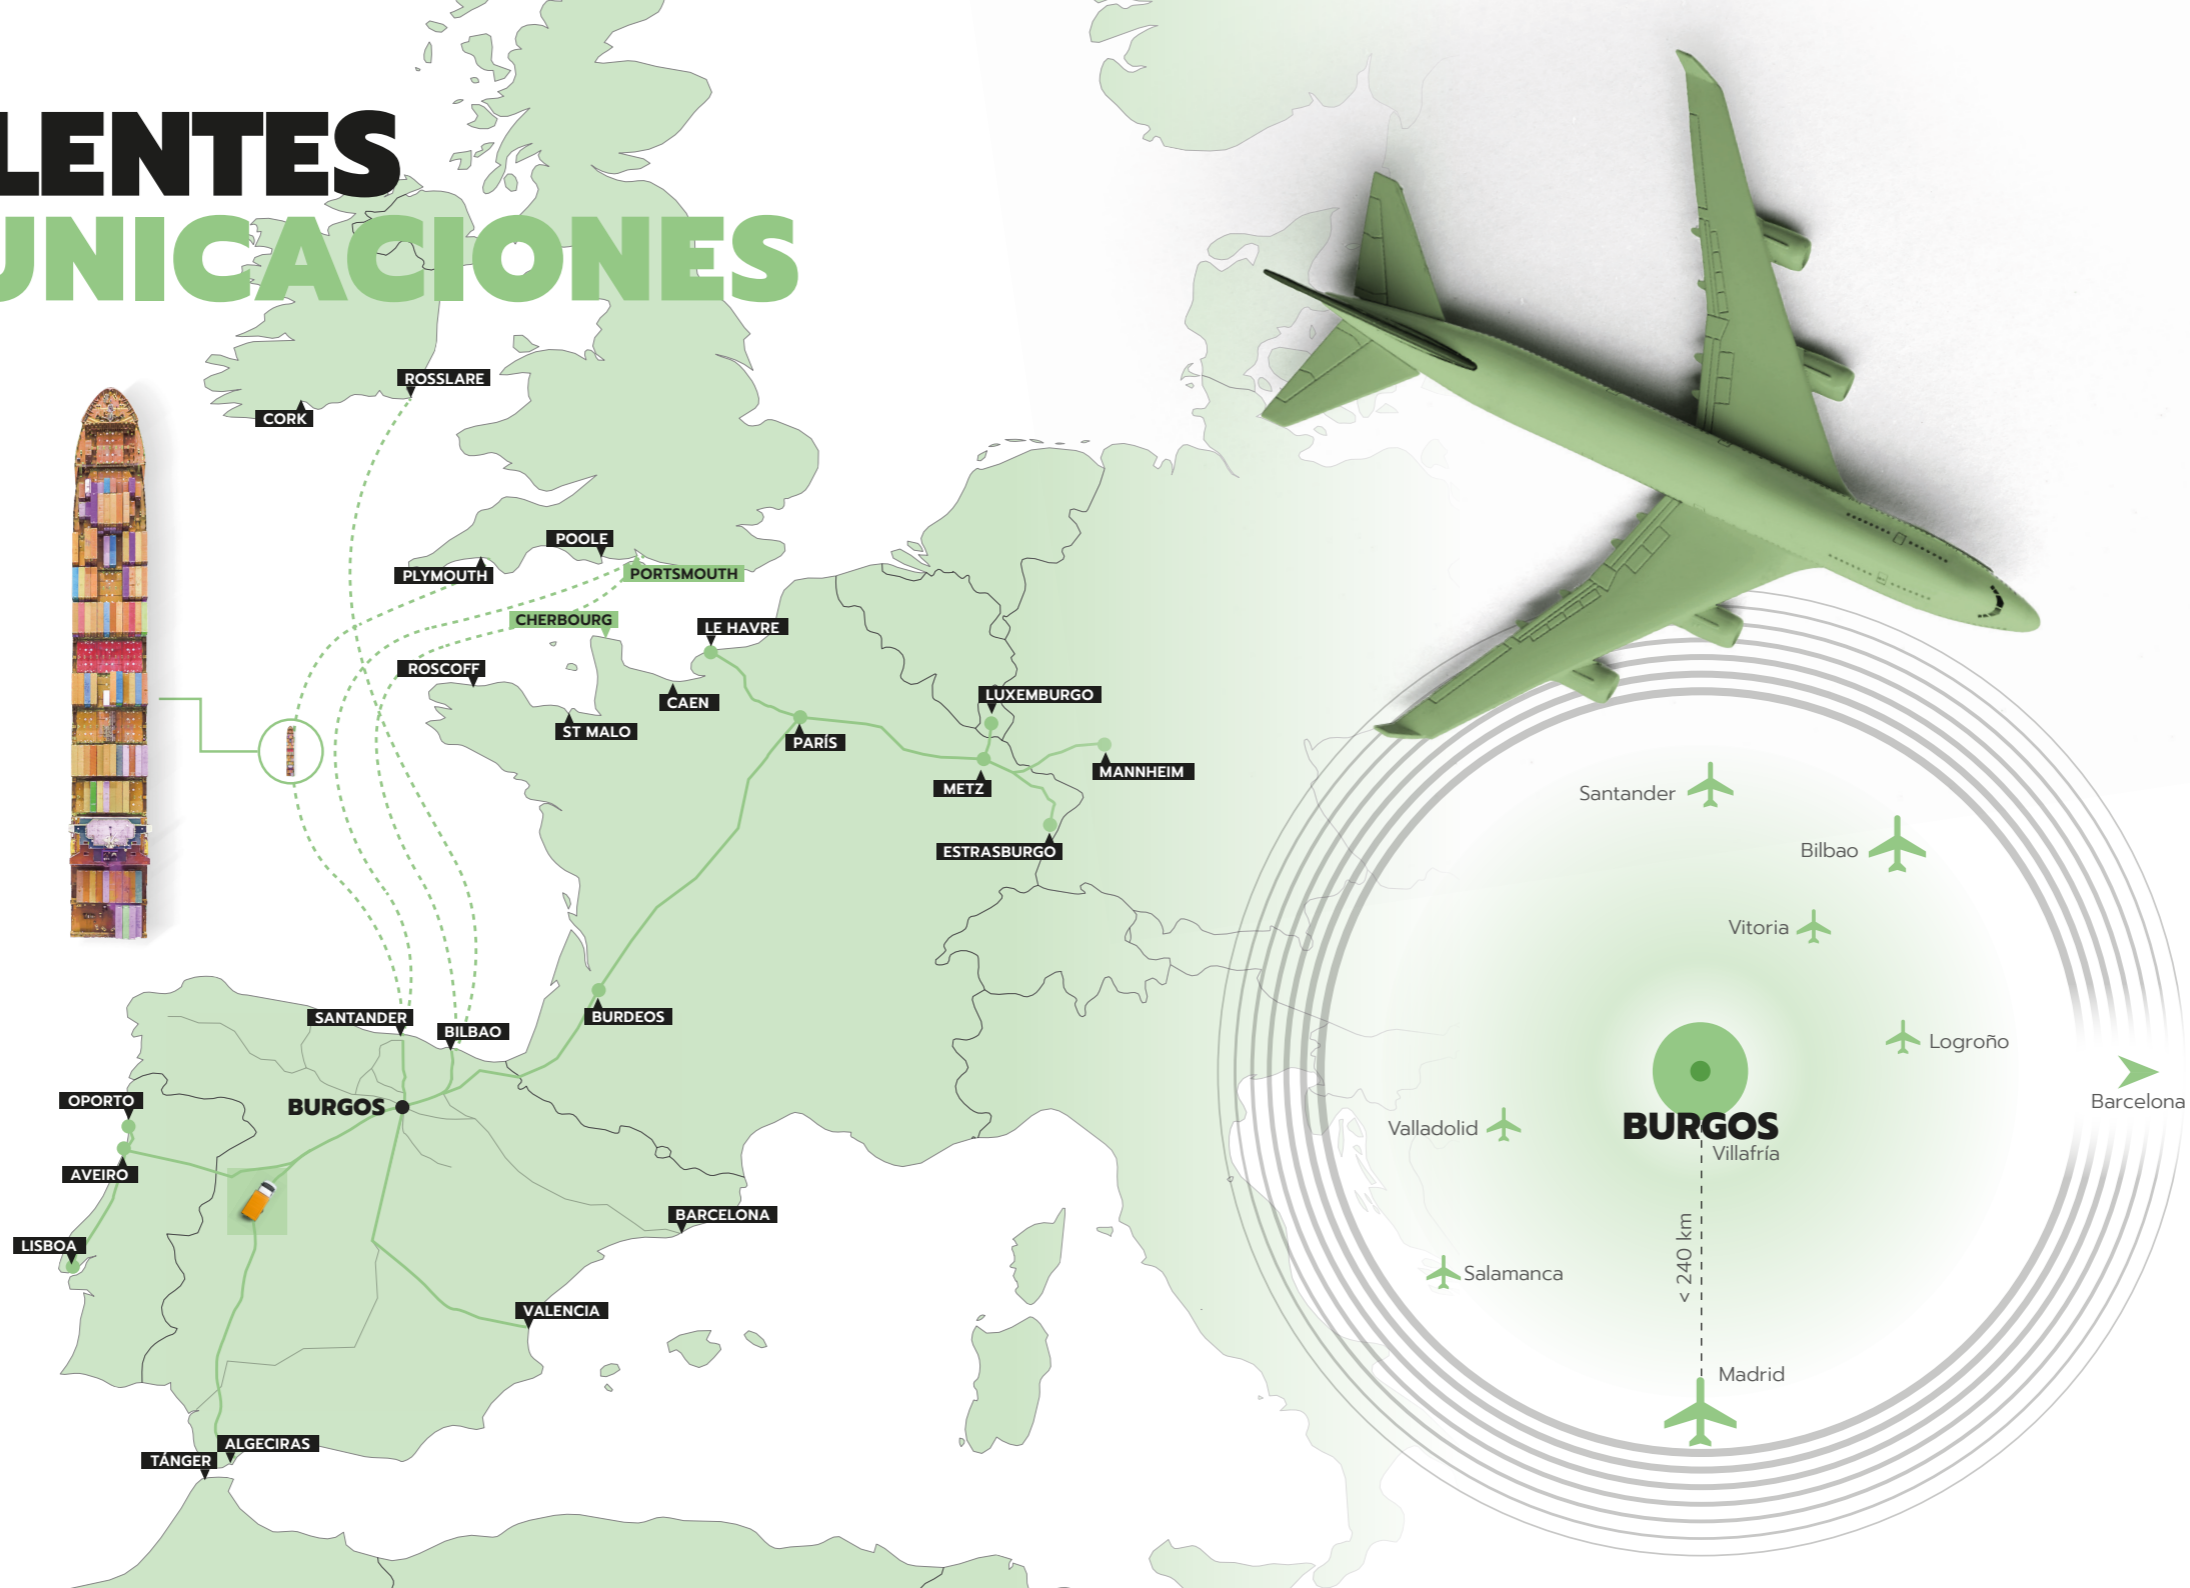 LENTES
UNICACIONES
ROSSLARE
CORK
POOLE
PLYMOUTH
PORTSMOUTH
CHERBOURG
LE HAVRE
ROSCOFF
CAEN
ST MALO
PARÍS
LUXEMBURGO
MANNHEIM
METZ
ESTRASBURGO
SANTANDER
BILBAO
BURDEOS
OPORTO
BURGOS
AVEIRO
LISBOA
BARCELONA
VALENCIA
ALGECIRAS
TÁNGER
Santander
Bilbao
Vitoria
Logroño
Barcelona
BURGOS
Villafría
Valladolid
Salamanca
< 240 km
Madrid